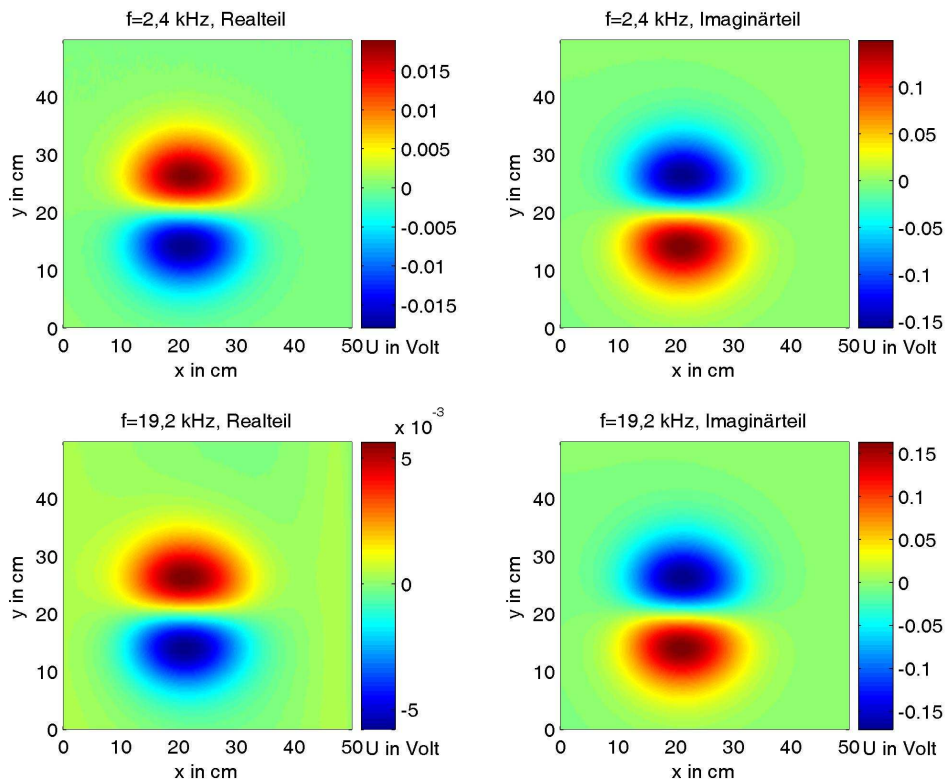 f=2,4 kHz, Realteil
y in cm
40
30
20
10
0
0 10 20 30 40 50
x in cm
0.015
0.01
0.005
0
-0.005
-0.01
-0.015
U in Volt
f=2,4 kHz, Imaginärteil
y in cm
40
30
20
10
0
0 10 20 30 40 50
x in cm
0.1
0.05
0
-0.05
-0.1
-0.15
U in Volt
f=19,2 kHz, Realteil
x 10 -3
y in cm
40
30
20
10
0
0 10 20 30 40 50
x in cm
5
0
-5
U in Volt
f=19,2 kHz, Imaginärteil
y in cm
40
30
20
10
0
0 10 20 30 40 50
x in cm
0.15
0.1
0.05
0
-0.05
-0.1
-0.15
U in Volt